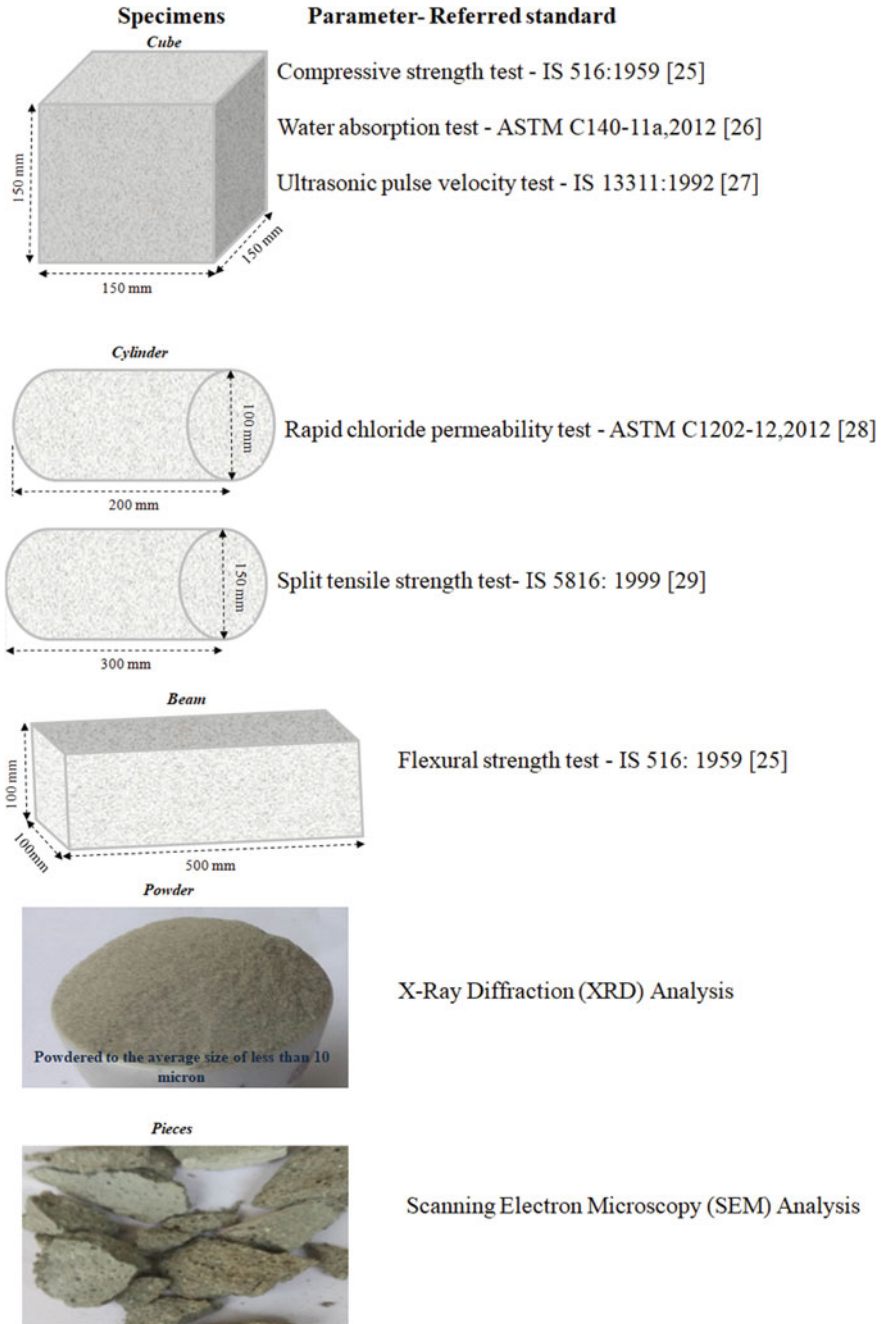 Specimens Parameter- Referred standard
Cube
Compressive strength test - IS 516:1959 [25]
Water absorption test - ASTM C140-11a,2012 [26]
Ultrasonic pulse velocity test - IS 13311:1992 [27]
150 mm
150 mm
150 mm
Cylinder
100 mm
Rapid chloride permeability test - ASTM C1202-12,2012 [28]
200 mm
150 mm
Split tensile strength test- IS 5816: 1999 [29]
300 mm
Beam
100 mm
Flexural strength test - IS 516: 1959 [25]
100mm
500 mm
Powder
X-Ray Diffraction (XRD) Analysis
Powdered to the average size of less than 10
micron
Pieces
Scanning Electron Microscopy (SEM) Analysis